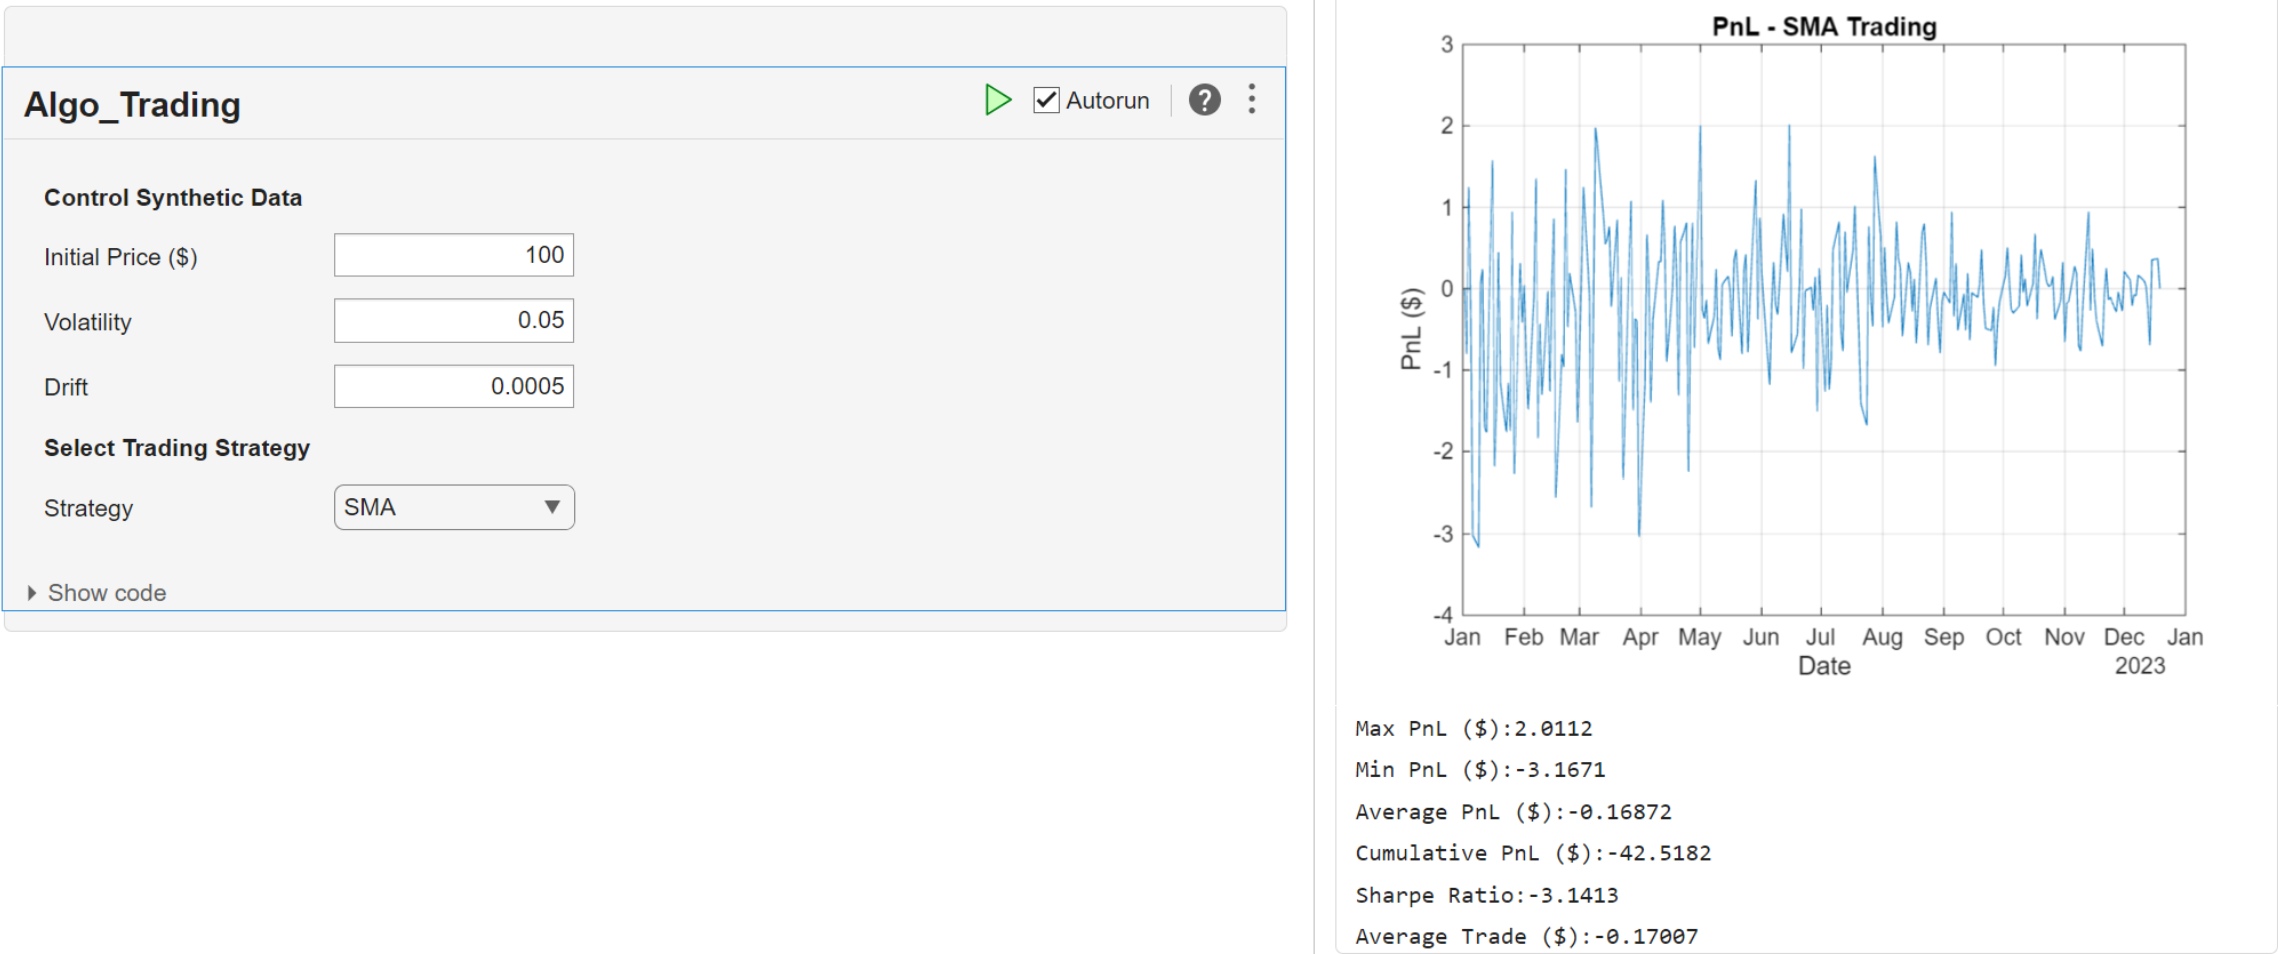 Algo_Trading
Autorun
?
Control Synthetic Data
Initial Price ($) 100
Volatility 0.05
Drift 0.0005
Select Trading Strategy
Strategy SMA
Show code
PnL - SMA Trading
3
2
1
0
-1
-2
-3
-4
PnL ($)
Jan Feb Mar Apr May Jun Jul Aug Sep Oct Nov Dec Jan
Date
2023
Max PnL ($):2.0112
Min PnL ($):-3.1671
Average PnL ($):-0.16872
Cumulative PnL ($):-42.5182
Sharpe Ratio:-3.1413
Average Trade ($):-0.17007